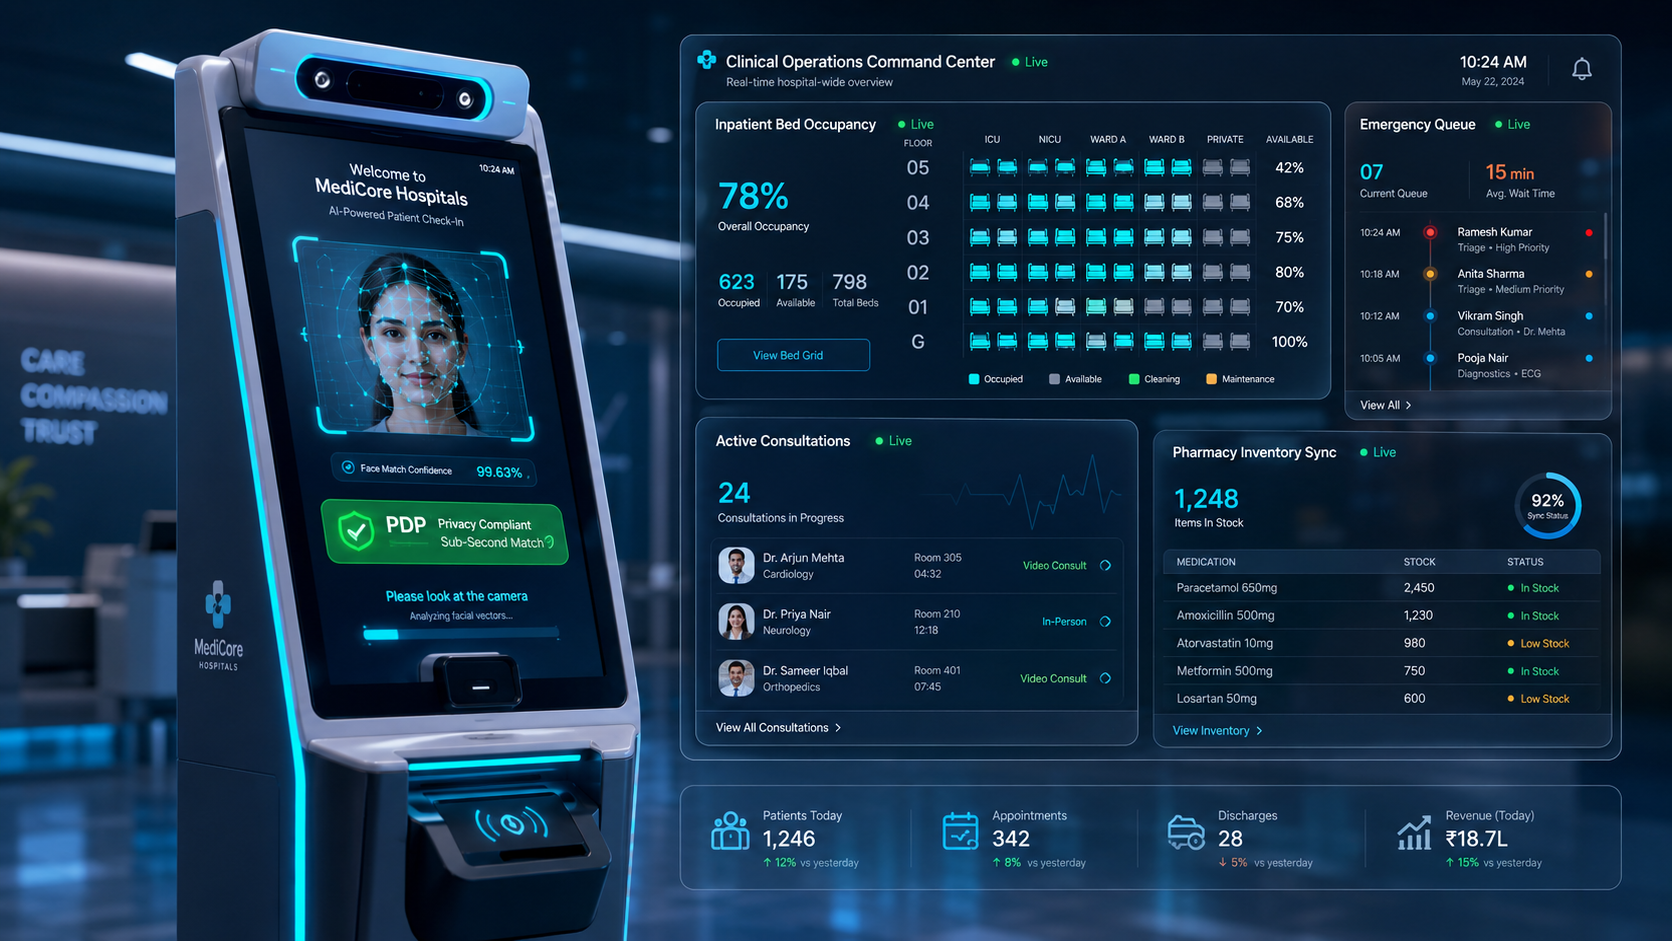 CARE
COMPASSION
TRUST
MediCore
HOSPITALS
10:24 AM
Welcome to
MediCore Hospitals
AI-Powered Patient Check-In
Face Match Confidence 99.63%
PDP Privacy Compliant
Sub-Second Match
Please look at the camera
Analyzing facial vectors...
Clinical Operations Command Center Live
Real-time hospital-wide overview
10:24 AM
May 22, 2024
Inpatient Bed Occupancy Live
78%
Overall Occupancy
623 175 798
Occupied Available Total Beds
View Bed Grid
FLOOR ICU NICU WARD A WARD B PRIVATE AVAILABLE
05 42%
04 68%
03 75%
02 80%
01 70%
G 100%
Occupied Available Cleaning Maintenance
Emergency Queue Live
07 15 min
Current Queue Avg. Wait Time
10:24 AM Ramesh Kumar
Triage • High Priority
10:18 AM Anita Sharma
Triage • Medium Priority
10:12 AM Vikram Singh
Consultation • Dr. Mehta
10:05 AM Pooja Nair
Diagnostics • ECG
View All >
Active Consultations Live
24
Consultations in Progress
Dr. Arjun Mehta Room 305 Video Consult
Cardiology 04:32
Dr. Priya Nair Room 210 In-Person
Neurology 12:18
Dr. Sameer Iqbal Room 401 Video Consult
Orthopedics 07:45
View All Consultations >
Pharmacy Inventory Sync Live
1,248
Items In Stock
92%
Sync Status
MEDICATION STOCK STATUS
Paracetamol 650mg 2,450 In Stock
Amoxicillin 500mg 1,230 In Stock
Atorvastatin 10mg 980 Low Stock
Metformin 500mg 750 In Stock
Losartan 50mg 600 Low Stock
View Inventory >
Patients Today
1,246
↑ 12% vs yesterday
Appointments
342
↑ 8% vs yesterday
Discharges
28
↓ 5% vs yesterday
Revenue (Today)
₹18.7L
↑ 15% vs yesterday